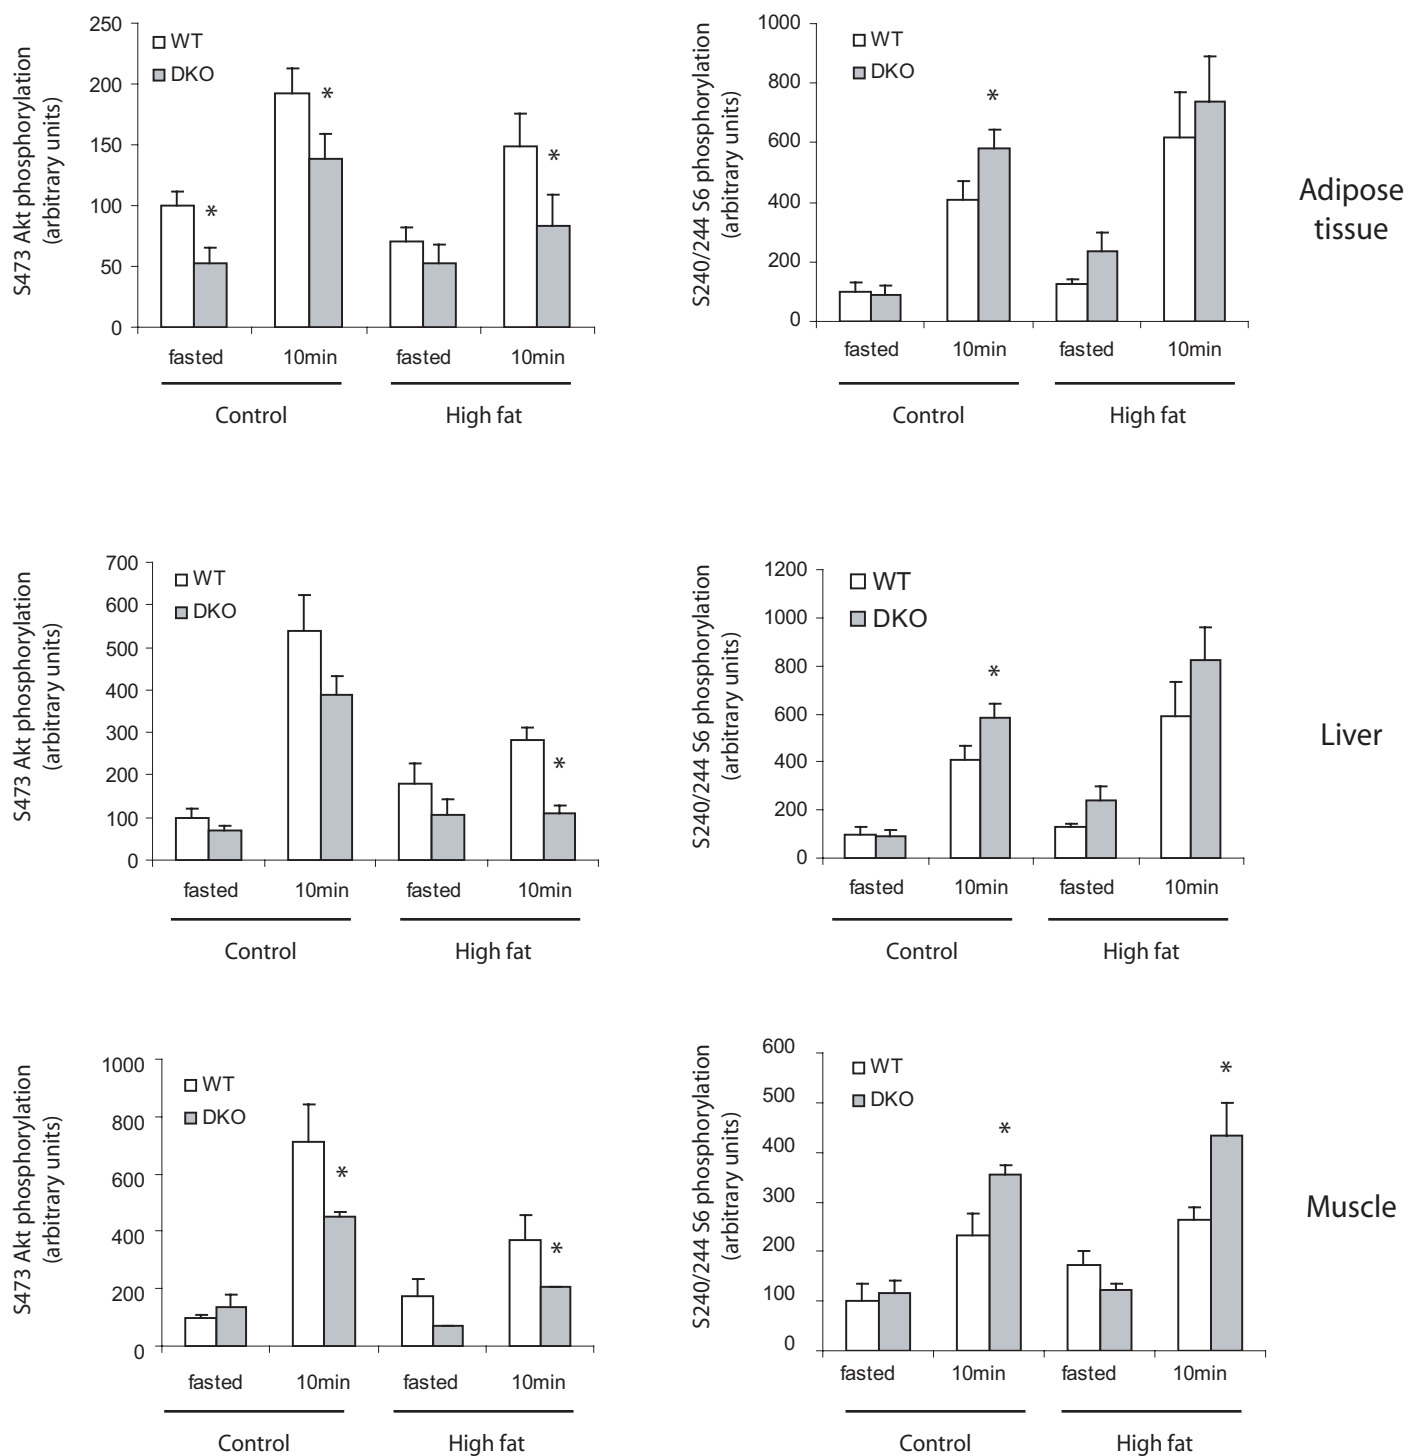 S473 Akt phosphorylation
(arbitrary units)
250
200
150
100
50
0
WT
DKO
*
*
*
fasted
10min
fasted
10min
Control
High fat
S240/244 S6 phosphorylation
(arbitrary units)
1000
800
600
400
200
0
WT
DKO
*
fasted
10min
fasted
10min
Control
High fat
Adipose
tissue
S473 Akt phosphorylation
(arbitrary units)
700
600
500
400
300
200
100
0
WT
DKO
*
fasted
10min
fasted
10min
Control
High fat
S240/244 S6 phosphorylation
(arbitrary units)
1200
1000
800
600
400
200
0
WT
DKO
*
fasted
10min
fasted
10min
Control
High fat
Liver
S473 Akt phosphorylation
(arbitrary units)
1000
800
600
400
200
0
WT
DKO
*
*
fasted
10min
fasted
10min
Control
High fat
S240/244 S6 phosphorylation
(arbitrary units)
600
500
400
300
200
100
0
WT
DKO
*
*
fasted
10min
fasted
10min
Control
High fat
Muscle